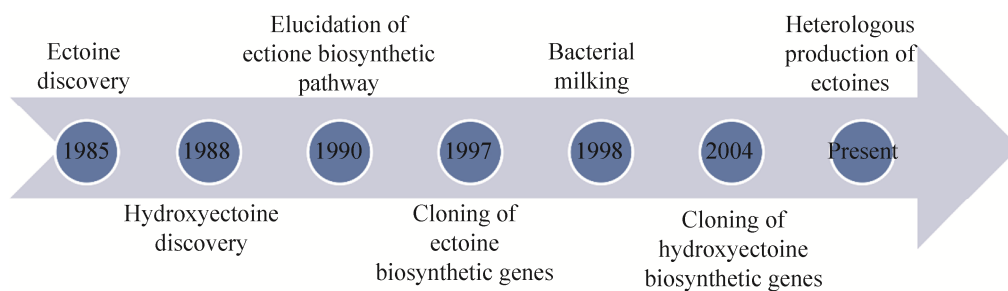 Ectoine
discovery
Elucidation of
ectione biosynthetic
pathway
Bacterial
milking
Heterologous
production of
ectoines
1985
1988
1990
1997
1998
2004
Present
Hydroxyectoine
discovery
Cloning of
ectoine
biosynthetic genes
Cloning of
hydroxyectoine
biosynthetic genes